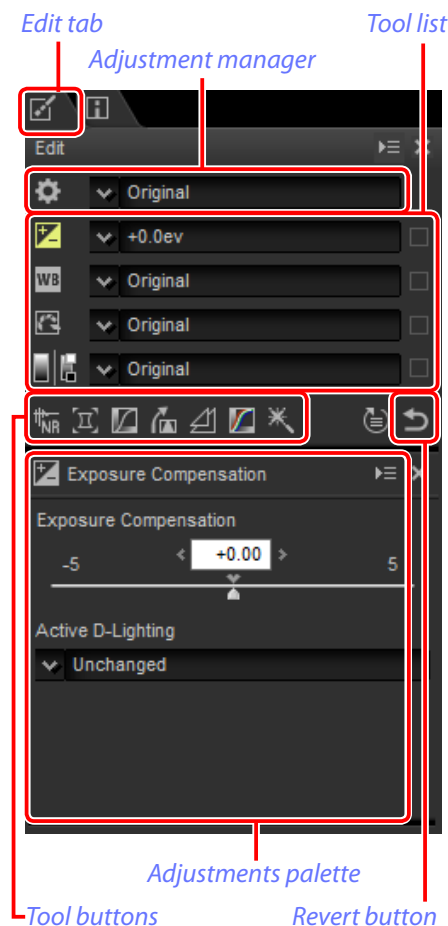 Edit tab
Tool list
Adjustment manager
Edit
Original
+0.0ev
WB
Original
Original
Original
NR
Exposure Compensation
Exposure Compensation
-5
+0.00
5
Active D-Lighting
Unchanged
Adjustments palette
Tool buttons
Revert button